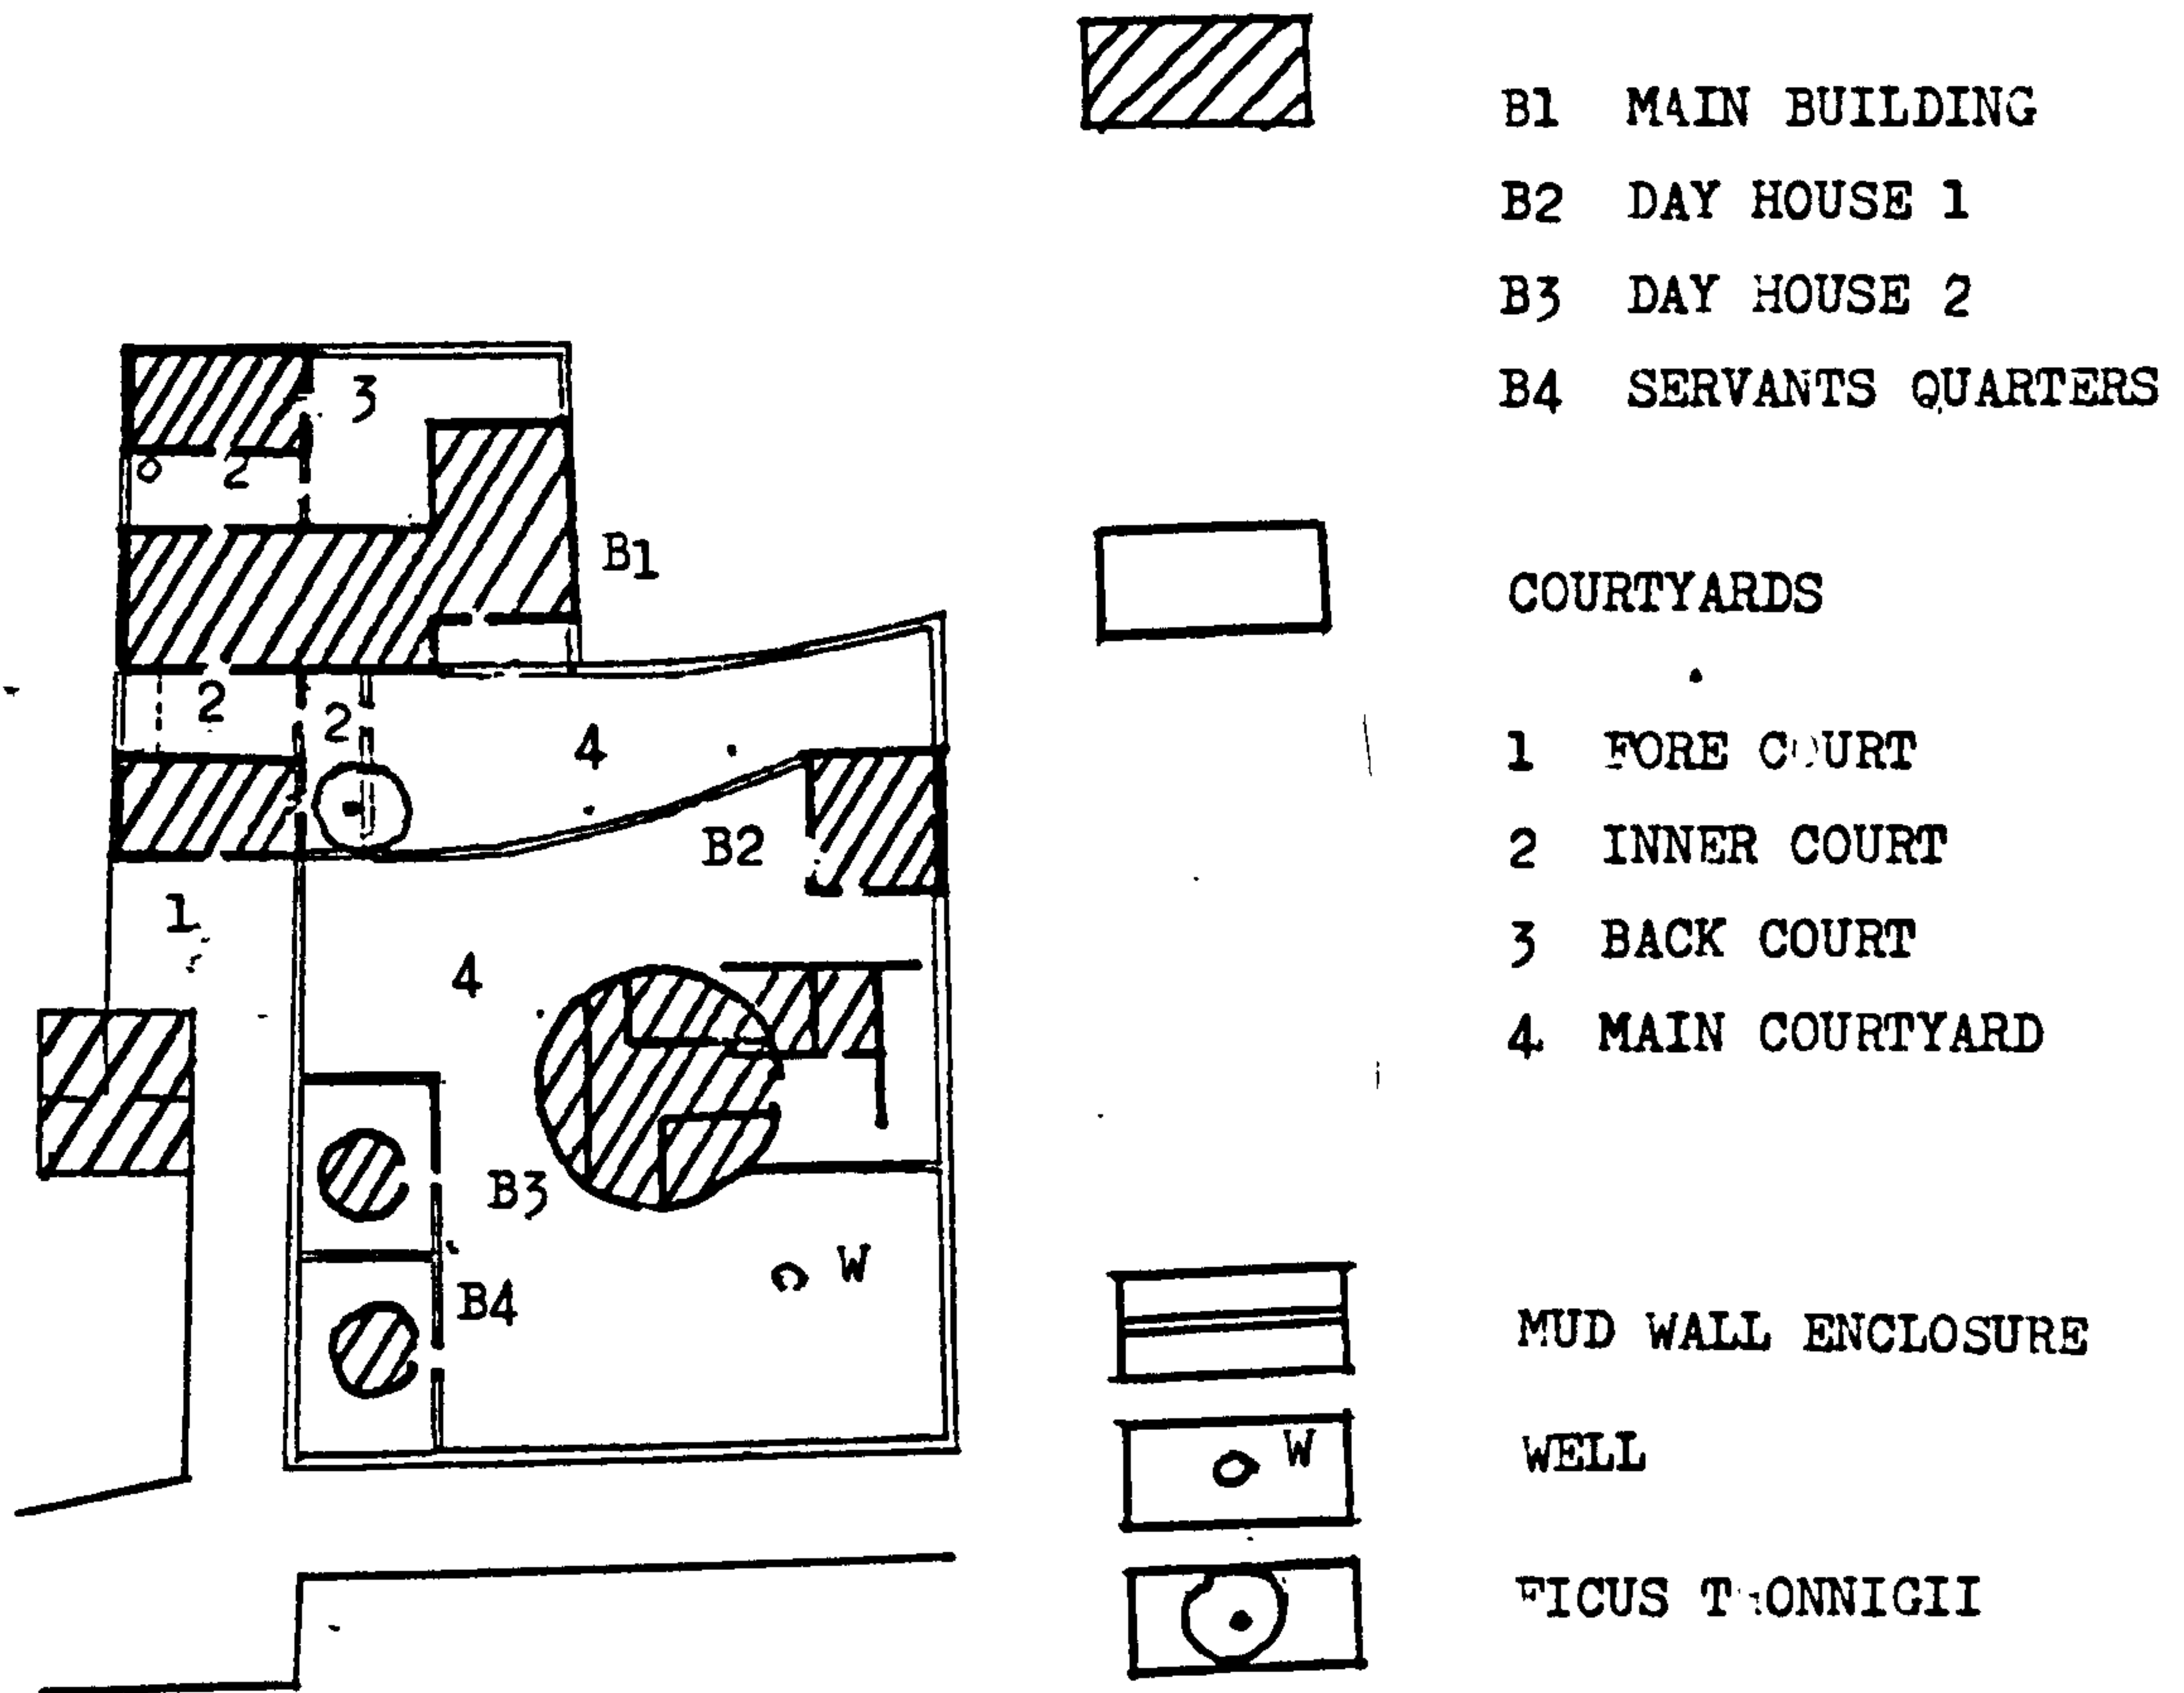 B1 MAIN BUILDING
B2 DAY HOUSE 1
B3 DAY HOUSE 2
B4 SERVANTS QUARTERS
COURTYARDS
1 FORE COURT
2 INNER COURT
3 BACK COURT
4 MAIN COURTYARD
MUD WALL ENCLOSURE
W
WELL
FICUS
3
2
B1
2
2
4
B2
1
4
B3
W
B4